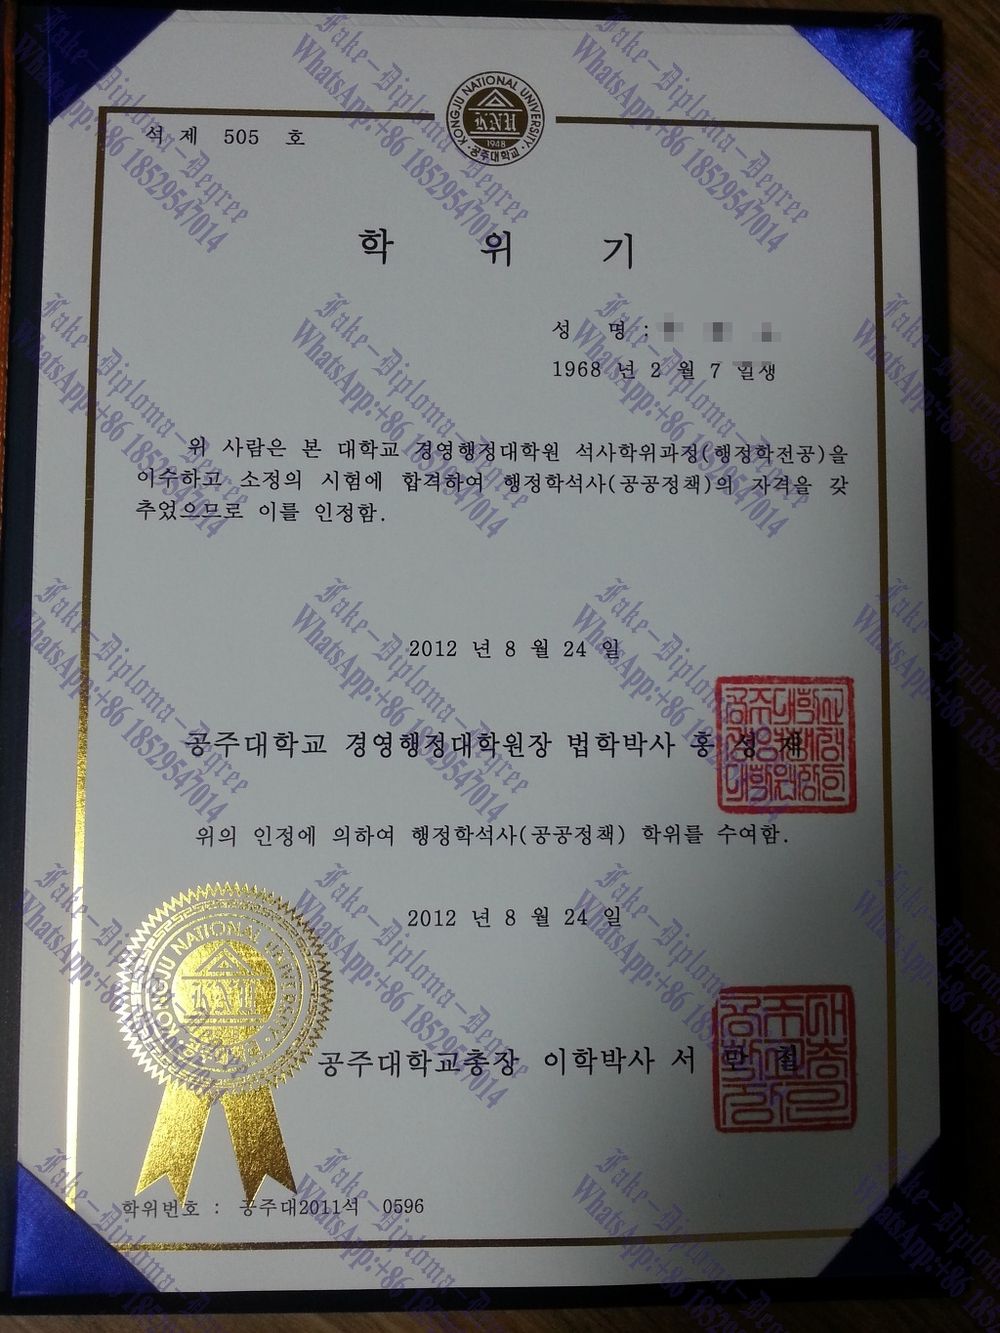 KONGJU NATIONAL UNIVERSITY
KNU
1948
공주대학교
석 제 505 호
학 위 기
성 명 :
1968 년 2 월 7 일생
위 사람은 본 대학교 경영행정대학원 석사학위과정(행정학전공)을
이수하고 소정의 시험에 합격하여 행정학석사(공공정책)의 자격을 갖
추었으므로 이를 인정함.
2012 년 8 월 24 일
공주대학교 경영행정대학원장 법학박사 홍 성
위의 인정에 의하여 행정학석사(공공정책) 학위를 수여함.
2012 년 8 월 24 일
KONGJU NATIONAL UNIVERSITY
KNU
공주대학교총장 이학박사 서 만 철
학위번호 : 공주대2011석 0596
Fake-Diploma-Degree
WhatsApp:+86 18529547014